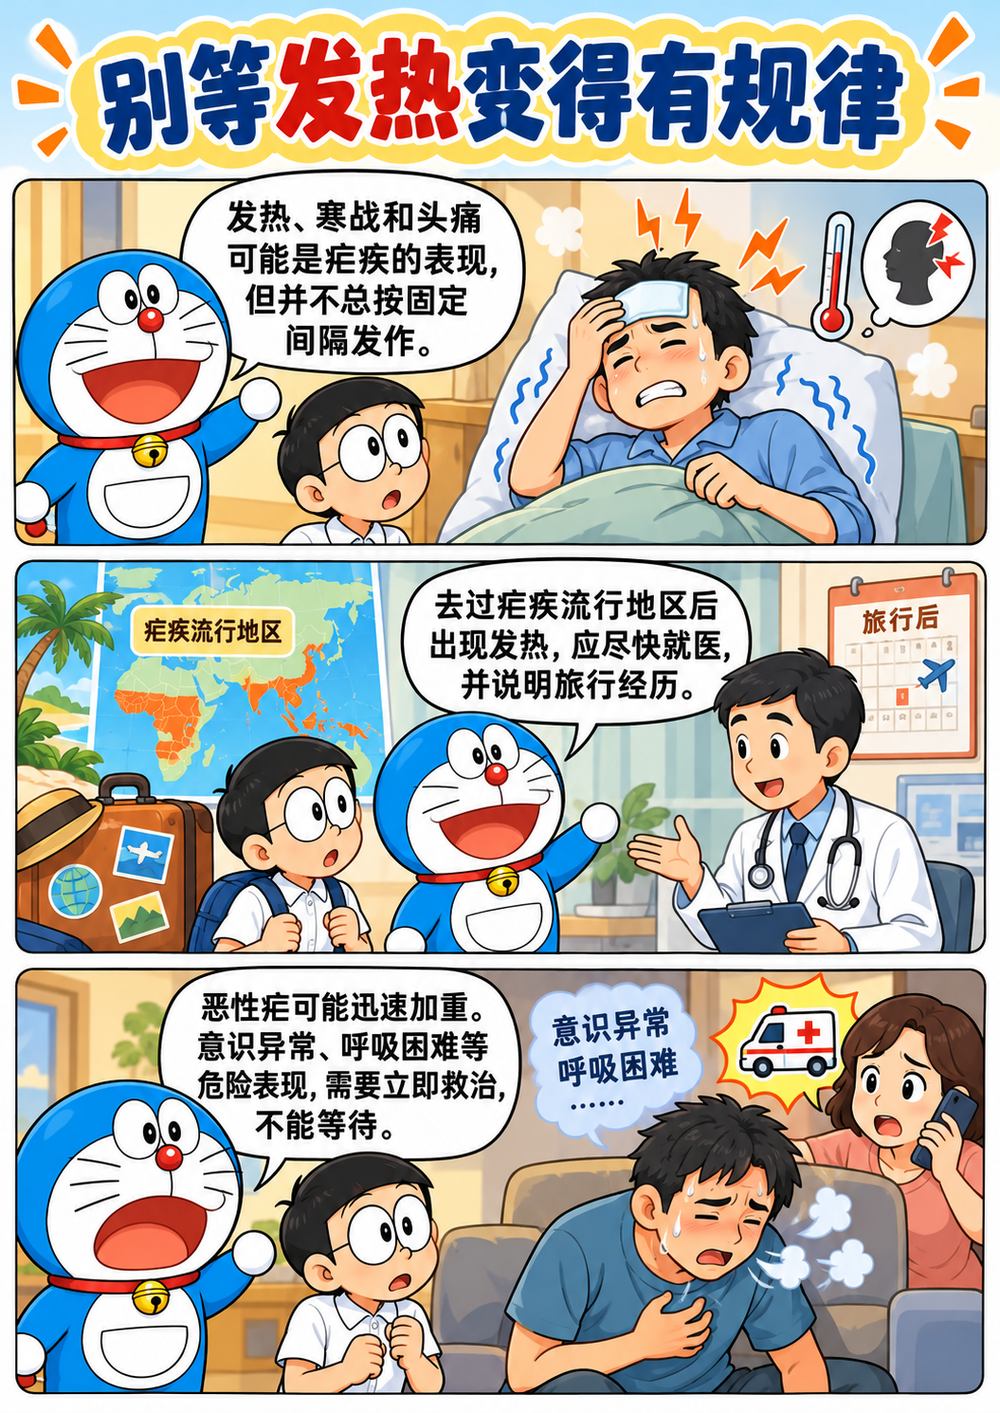 别等发热变得有规律
发热、寒战和头痛
可能是疟疾的表现，
但并不总按固定
间隔发作。
疟疾流行地区
去过疟疾流行地区后
出现发热，应尽快就医，
并说明旅行经历。
旅行后
恶性疟可能迅速加重。
意识异常、呼吸困难等
危险表现，需要立即救治，
不能等待。
意识异常
呼吸困难
……